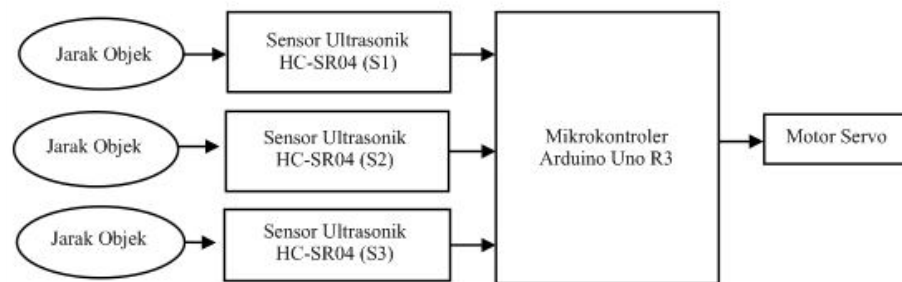 Jarak Objek
Sensor Ultrasonik
HC-SR04 (S1)
Jarak Objek
Sensor Ultrasonik
HC-SR04 (S2)
Jarak Objek
Sensor Ultrasonik
HC-SR04 (S3)
Mikrokontroler
Arduino Uno R3
Motor Servo